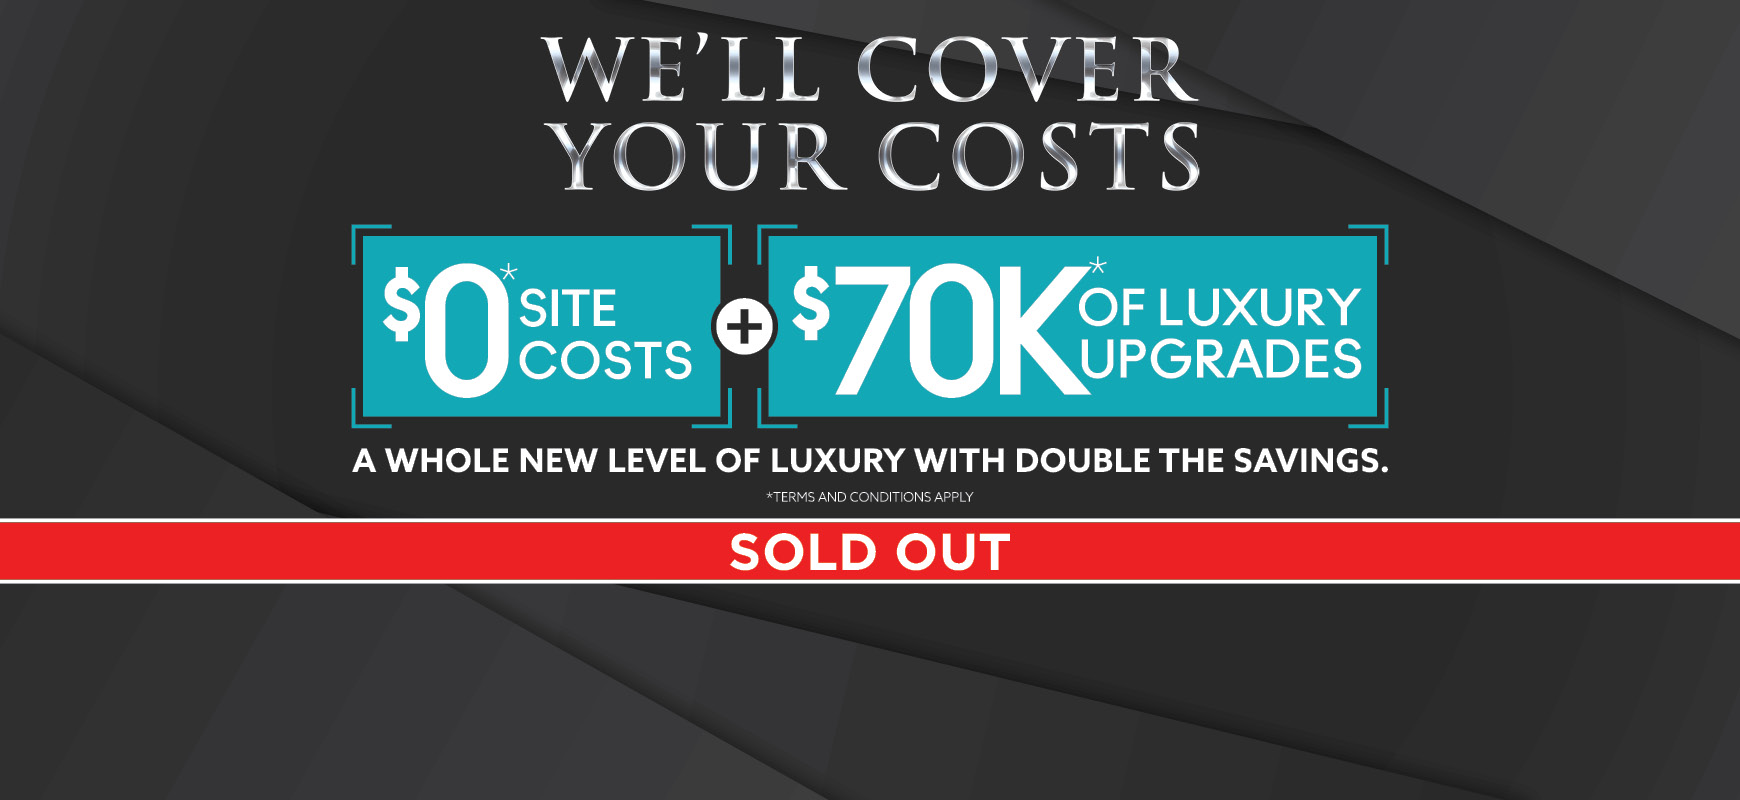 WE'LL COVER
YOUR COSTS
$0* SITE
COSTS
+
$70K* OF LUXURY
UPGRADES
A WHOLE NEW LEVEL OF LUXURY WITH DOUBLE THE SAVINGS.
*TERMS AND CONDITIONS APPLY
SOLD OUT